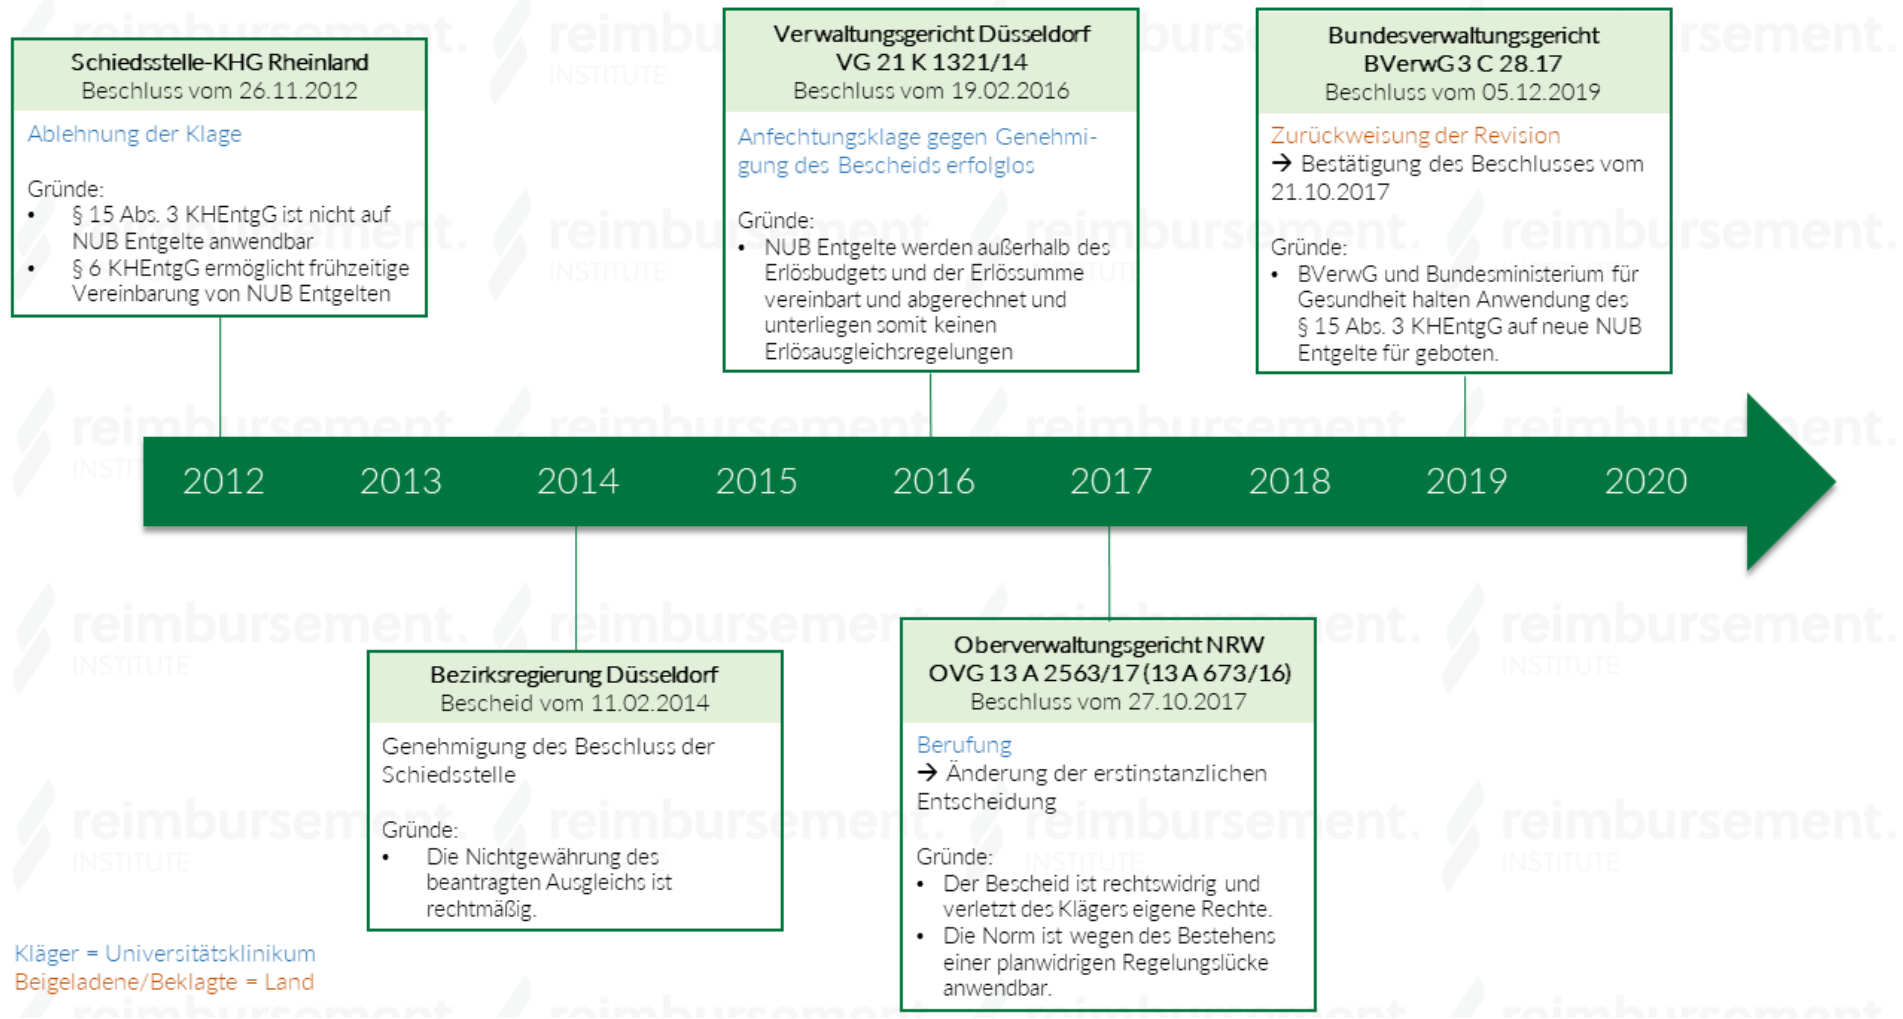 Schiedsstelle-KHG Rheinland
Beschluss vom 26.11.2012
Ablehnung der Klage
Gründe:
• § 15 Abs. 3 KHEntgG ist nicht auf
NUB Entgelte anwendbar
• § 6 KHEntgG ermöglicht frühzeitige
Vereinbarung von NUB Entgelten
Verwaltungsgericht Düsseldorf
VG 21 K 1321/14
Beschluss vom 19.02.2016
Anfechtungsklage gegen Genehmi-
gung des Bescheids erfolglos
Gründe:
• NUB Entgelte werden außerhalb des
Erlösbudgets und der Erlössumme
vereinbart und abgerechnet und
unterliegen somit keinen
Erlösausgleichsregelungen
Bundesverwaltungsgericht
BVerwG 3 C 28.17
Beschluss vom 05.12.2019
Zurückweisung der Revision
→ Bestätigung des Beschlusses vom
21.10.2017
Gründe:
• BVerwG und Bundesministerium für
Gesundheit halten Anwendung des
§ 15 Abs. 3 KHEntgG auf neue NUB
Entgelte für geboten.
2012 2013 2014 2015 2016 2017 2018 2019 2020
Bezirksregierung Düsseldorf
Bescheid vom 11.02.2014
Genehmigung des Beschluss der
Schiedsstelle
Gründe:
• Die Nichtgewährung des
beantragten Ausgleichs ist
rechtmäßig.
Oberverwaltungsgericht NRW
OVG 13 A 2563/17 (13 A 673/16)
Beschluss vom 27.10.2017
Berufung
→ Änderung der erstinstanzlichen
Entscheidung
Gründe:
• Der Bescheid ist rechtswidrig und
verletzt des Klägers eigene Rechte.
• Die Norm ist wegen des Bestehens
einer planwidrigen Regelungslücke
anwendbar.
Kläger = Universitätsklinikum
Beigeladene/Beklagte = Land
reimbursement.
INSTITUTE